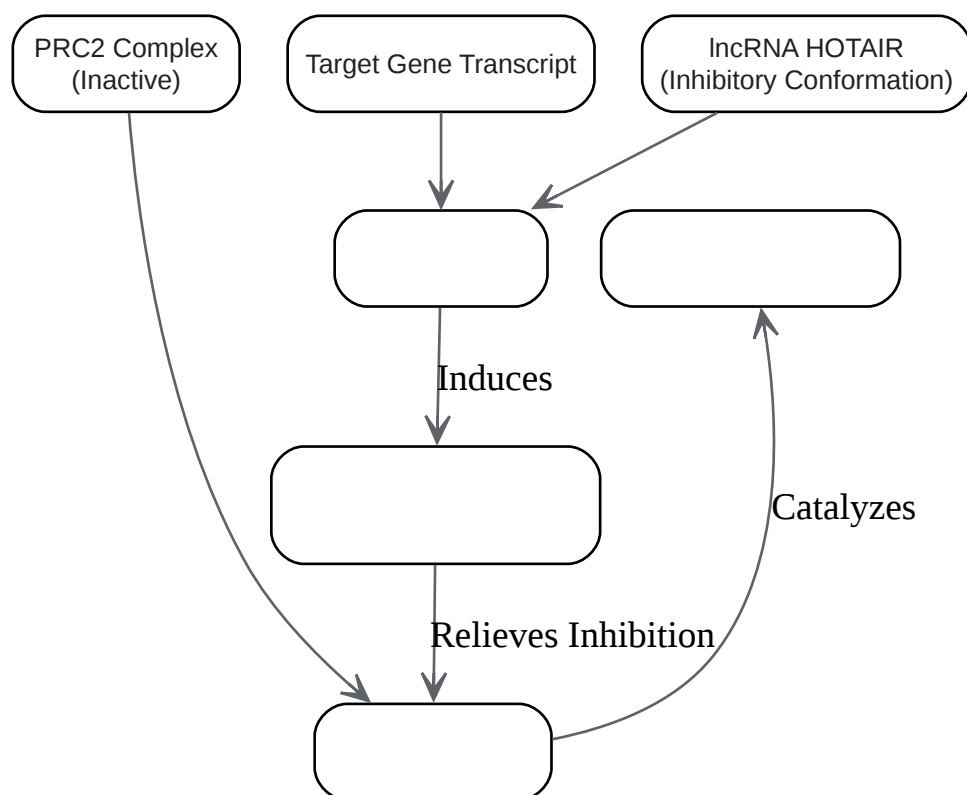 PRC2 Complex
(Inactive)
Target Gene Transcript
lncRNA HOTAIR
(Inhibitory Conformation)
Induces
Catalyzes
Relieves Inhibition